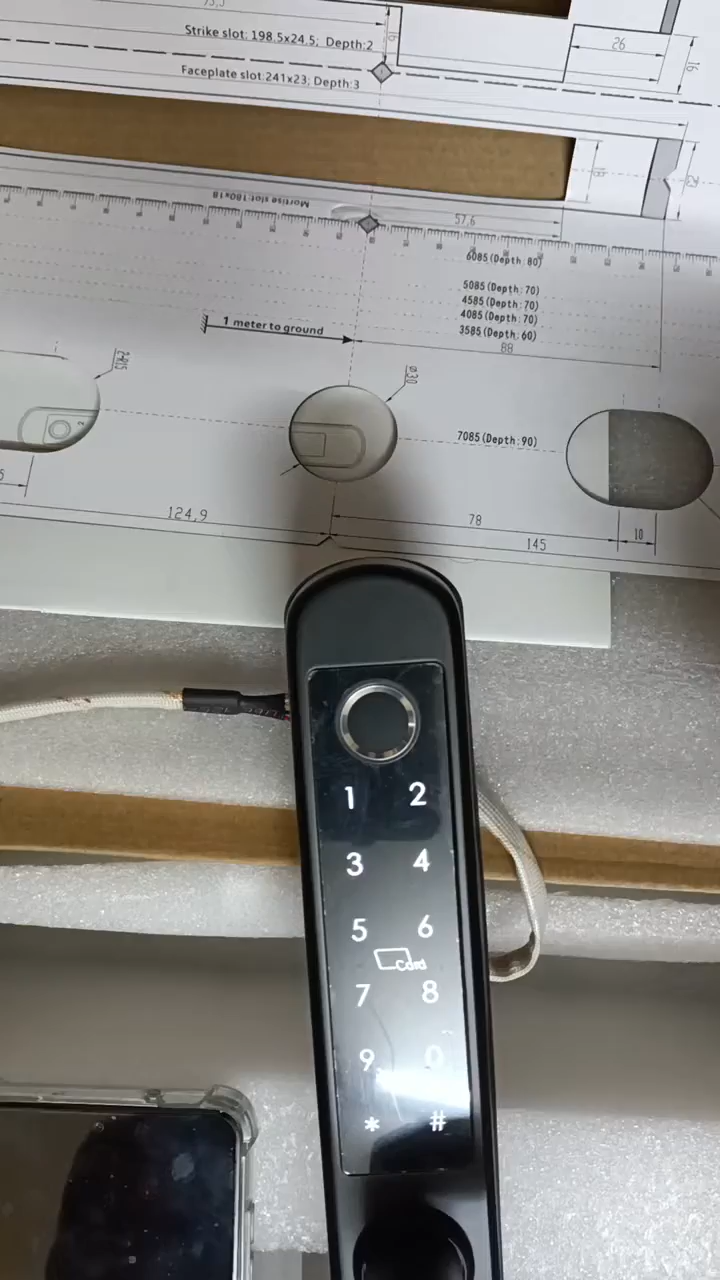 Strike slot: 198.5x24.5; Depth:2
26
16
Faceplate slot:241x23; Depth:3
18
23
Mortise slot:180x18
57,6
6085(Depth:80)
5085(Depth:70)
4585(Depth:70)
4085(Depth:70)
3585(Depth:60)
1 meter to ground
88
ø30
7085(Depth:90)
124,9
78
10
145
1 2
3 4
5 6
Card
7 8
9 0
* #